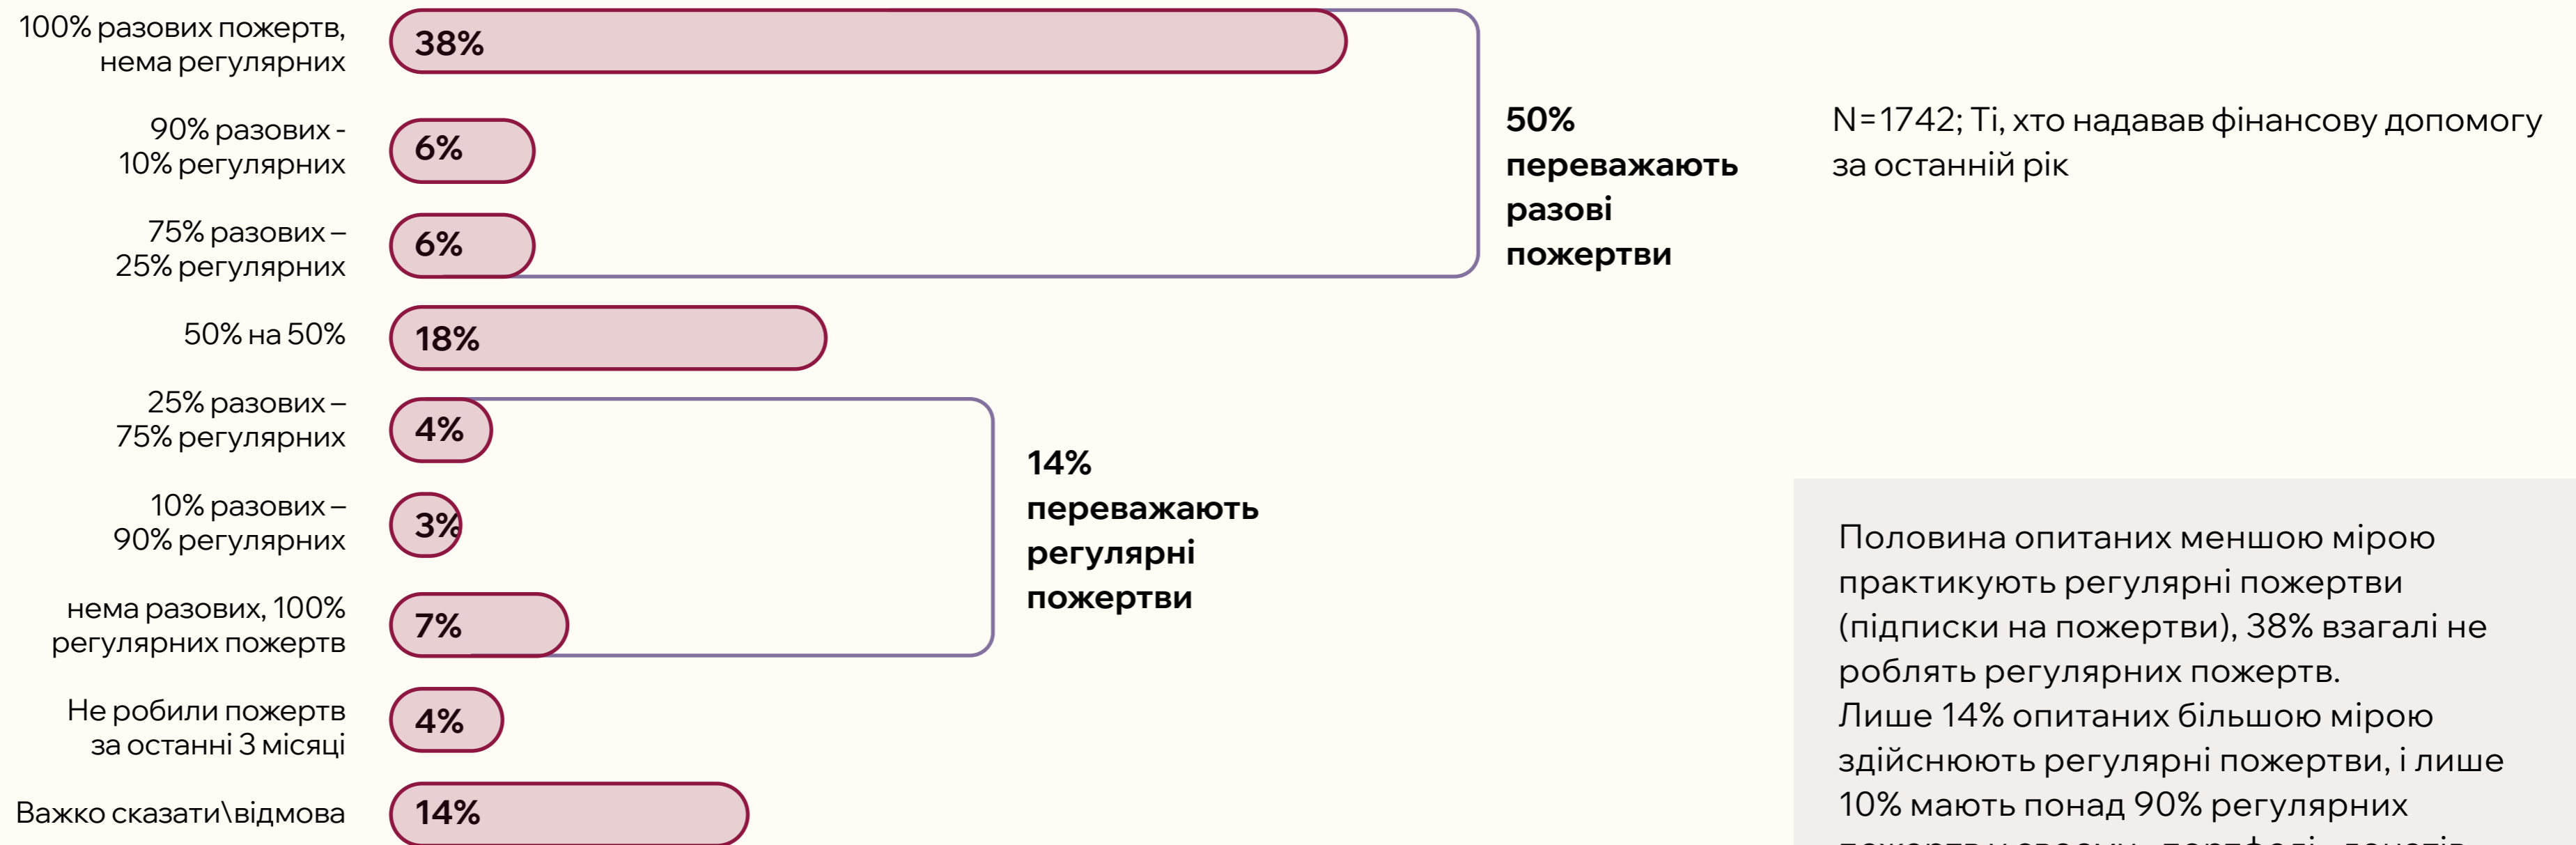 100% разових пожертв,
нема регулярних
38%
90% разових -
10% регулярних
6%
75% разових –
25% регулярних
6%
50%
переважають
разові
пожертви
N=1742; Ті, хто надавав фінансову допомогу
за останній рік
50% на 50%
18%
25% разових –
75% регулярних
4%
10% разових –
90% регулярних
3%
нема разових, 100%
регулярних пожертв
7%
14%
переважають
регулярні
пожертви
Не робили пожертв
за останні 3 місяці
4%
Важко сказати\відмова
14%
Половина опитаних меншою мірою
практикують регулярні пожертви
(підписки на пожертви), 38% взагалі не
роблять регулярних пожертв.
Лише 14% опитаних більшою мірою
здійснюють регулярні пожертви, і лише
10% мають понад 90% регулярних